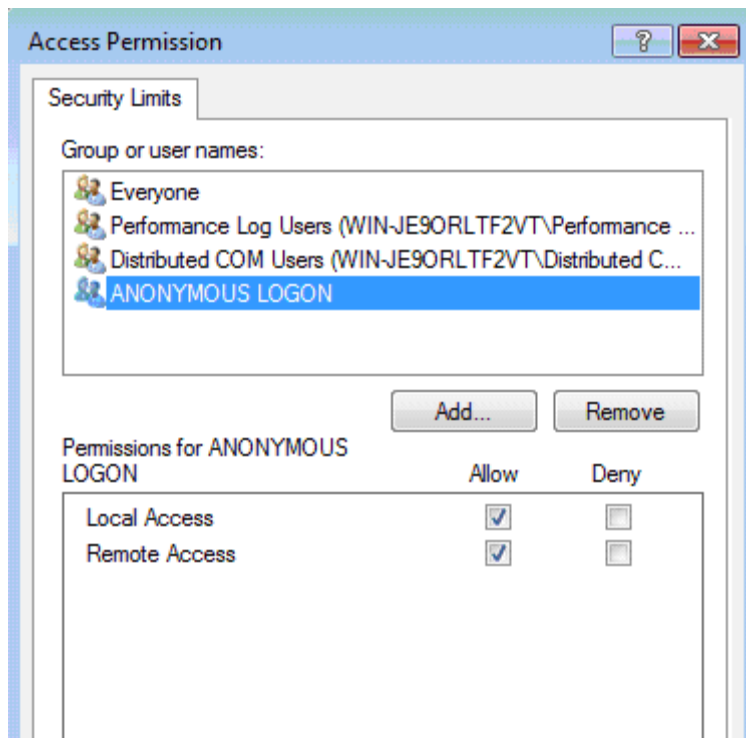 Access Permission
Security Limits
Group or user names:
Everyone
Performance Log Users (WIN-JE9ORLTF2VT\Performance ...
Distributed COM Users (WIN-JE9ORLTF2VT\Distributed C...
ANONYMOUS LOGON
Add... Remove
Permissions for ANONYMOUS
LOGON Allow Deny
Local Access
Remote Access